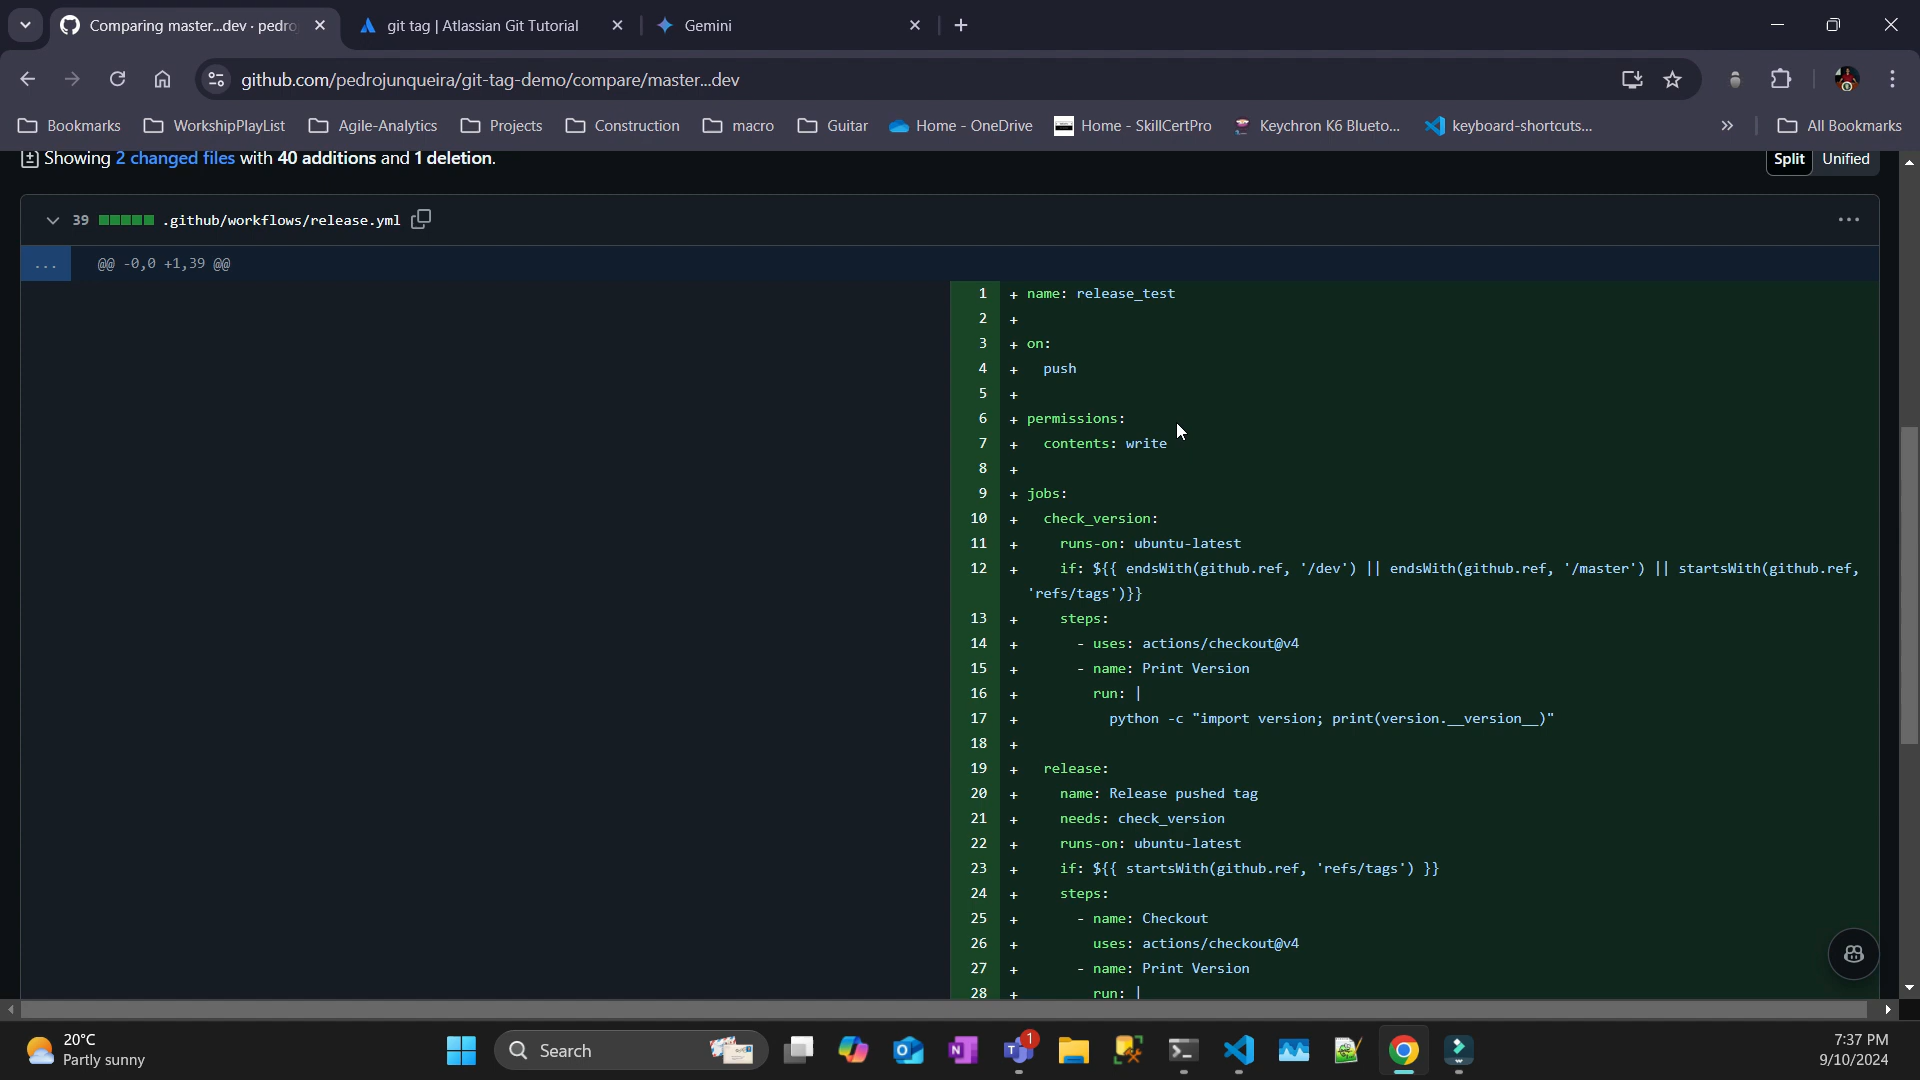 Comparing master...dev · pedro
git tag | Atlassian Git Tutorial
Gemini
github.com/pedrojunqueira/git-tag-demo/compare/master...dev
Bookmarks
WorkshipPlayList
Agile-Analytics
Projects
Construction
macro
Guitar
Home - OneDrive
Home - SkillCertPro
Keychron K6 Blueto...
keyboard-shortcuts...
»
All Bookmarks
Showing 2 changed files with 40 additions and 1 deletion.
Split
Unified
39 .github/workflows/release.yml
...
... @@ -0,0 +1,39 @@
1 + name: release_test
2 +
3 + on:
4 + push
5 +
6 + permissions:
7 + contents: write
8 +
9 + jobs:
10 + check_version:
11 + runs-on: ubuntu-latest
12 + if: ${{ endsWith(github.ref, '/dev') || endsWith(github.ref, '/master') || startsWith(github.ref,
'refs/tags')}}
13 + steps:
14 + - uses: actions/checkout@v4
15 + - name: Print Version
16 + run: |
17 + python -c "import version; print(version.__version__)"
18 +
19 + release:
20 + name: Release pushed tag
21 + needs: check_version
22 + runs-on: ubuntu-latest
23 + if: ${{ startsWith(github.ref, 'refs/tags') }}
24 + steps:
25 + - name: Checkout
26 + uses: actions/checkout@v4
27 + - name: Print Version
28 + run: |
20°C
Partly sunny
Search
1
7:37 PM
9/10/2024